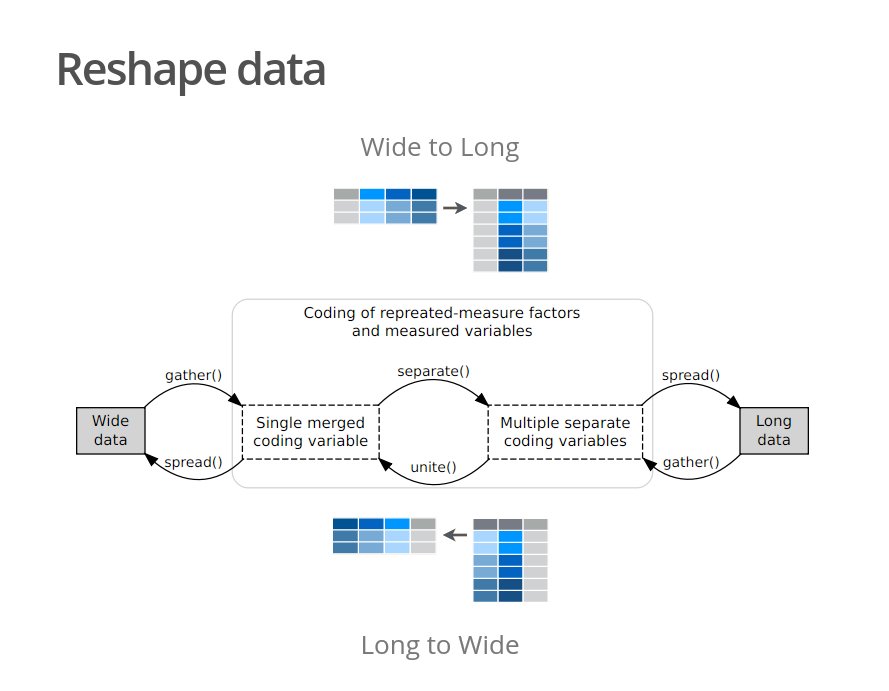 Reshape data
Wide to Long
Coding of repreated-measure factors
and measured variables
gather()
separate()
spread()
Wide
data
Single merged
coding variable
Multiple separate
coding variables
Long
data
spread()
unite()
gather()
Long to Wide